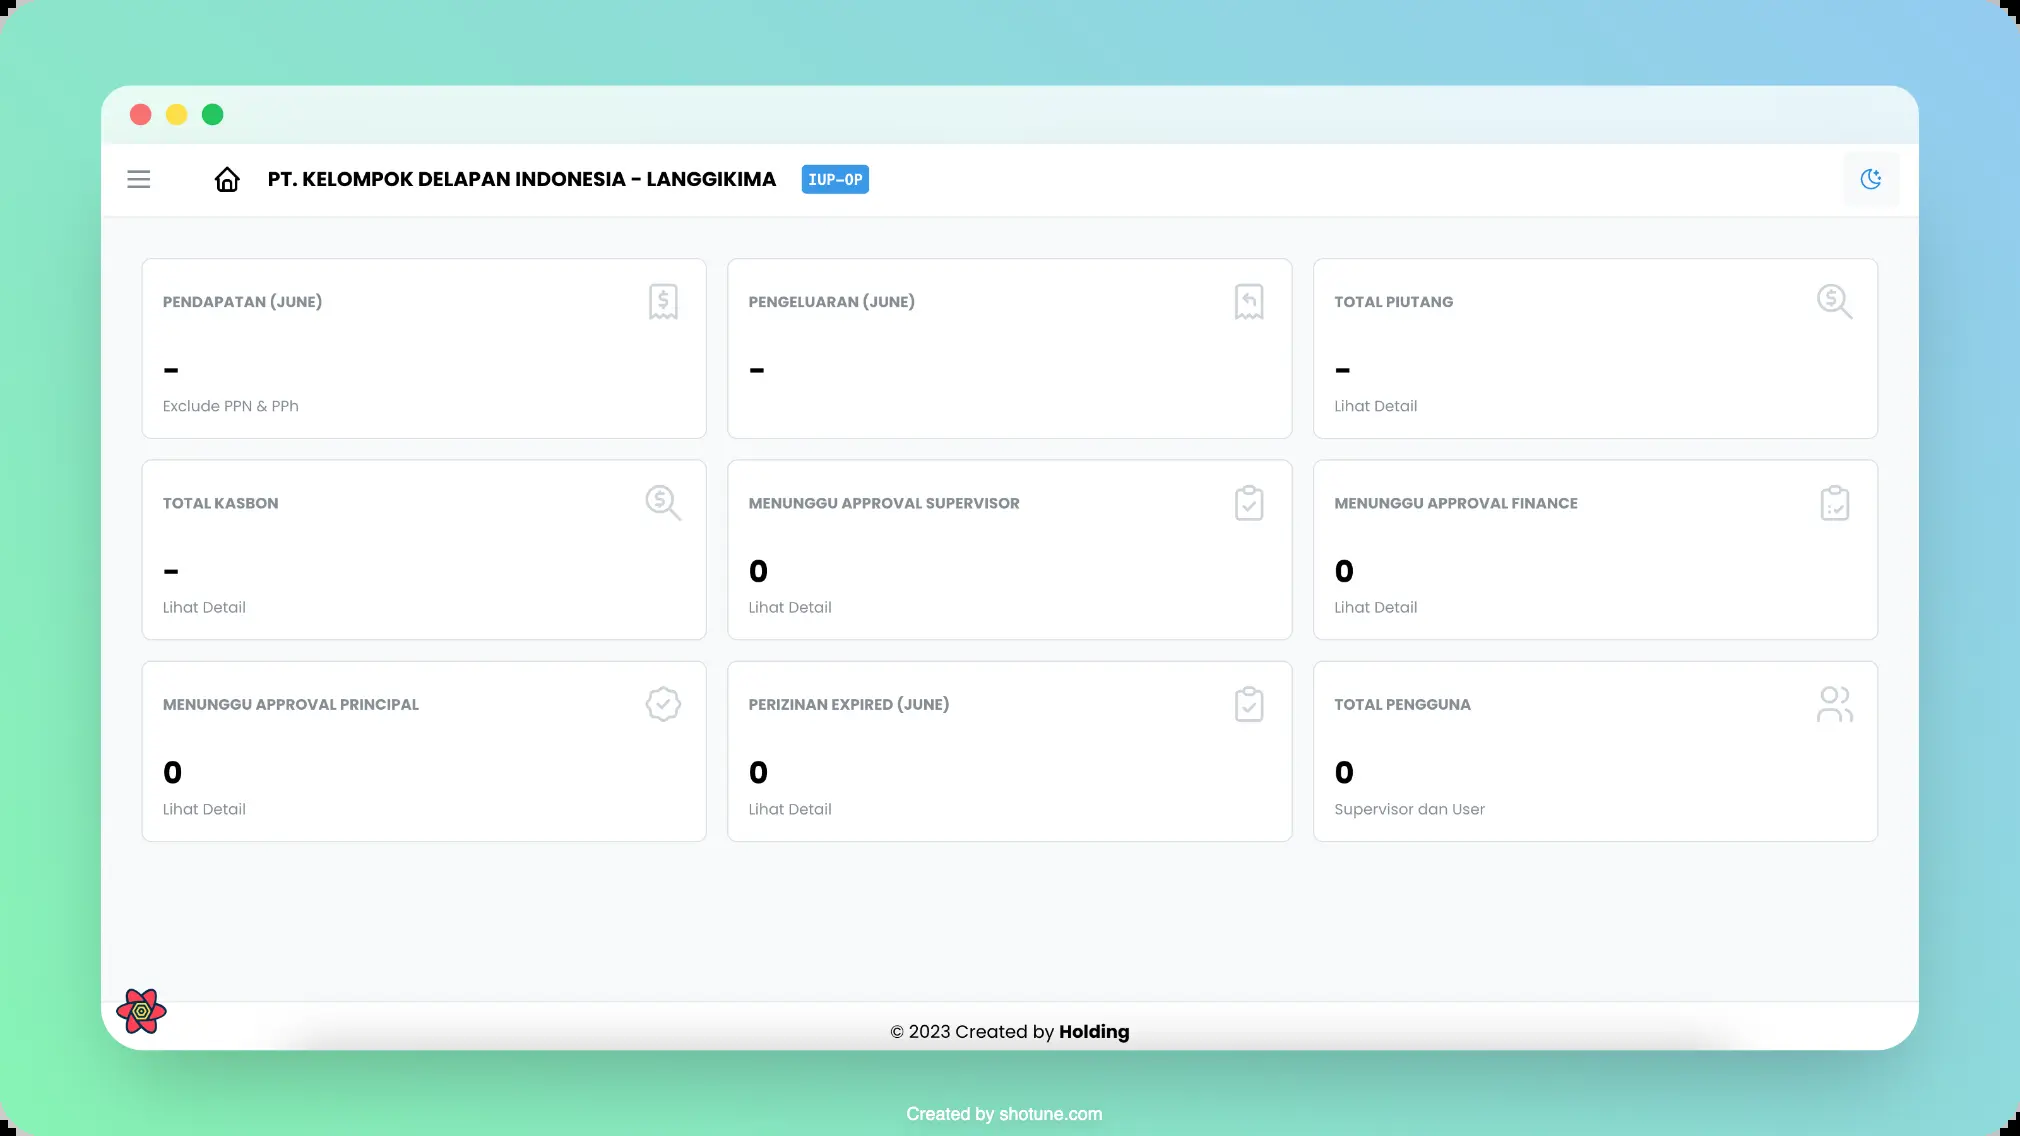 PT. KELOMPOK DELAPAN INDONESIA - LANGGIKIMA IUP-OP
PENDAPATAN (JUNE)
-
Exclude PPN & PPh
PENGELUARAN (JUNE)
-
TOTAL PIUTANG
-
Lihat Detail
TOTAL KASBON
-
Lihat Detail
MENUNGGU APPROVAL SUPERVISOR
0
Lihat Detail
MENUNGGU APPROVAL FINANCE
0
Lihat Detail
MENUNGGU APPROVAL PRINCIPAL
0
Lihat Detail
PERIZINAN EXPIRED (JUNE)
0
Lihat Detail
TOTAL PENGGUNA
0
Supervisor dan User
© 2023 Created by Holding
Created by shotune.com